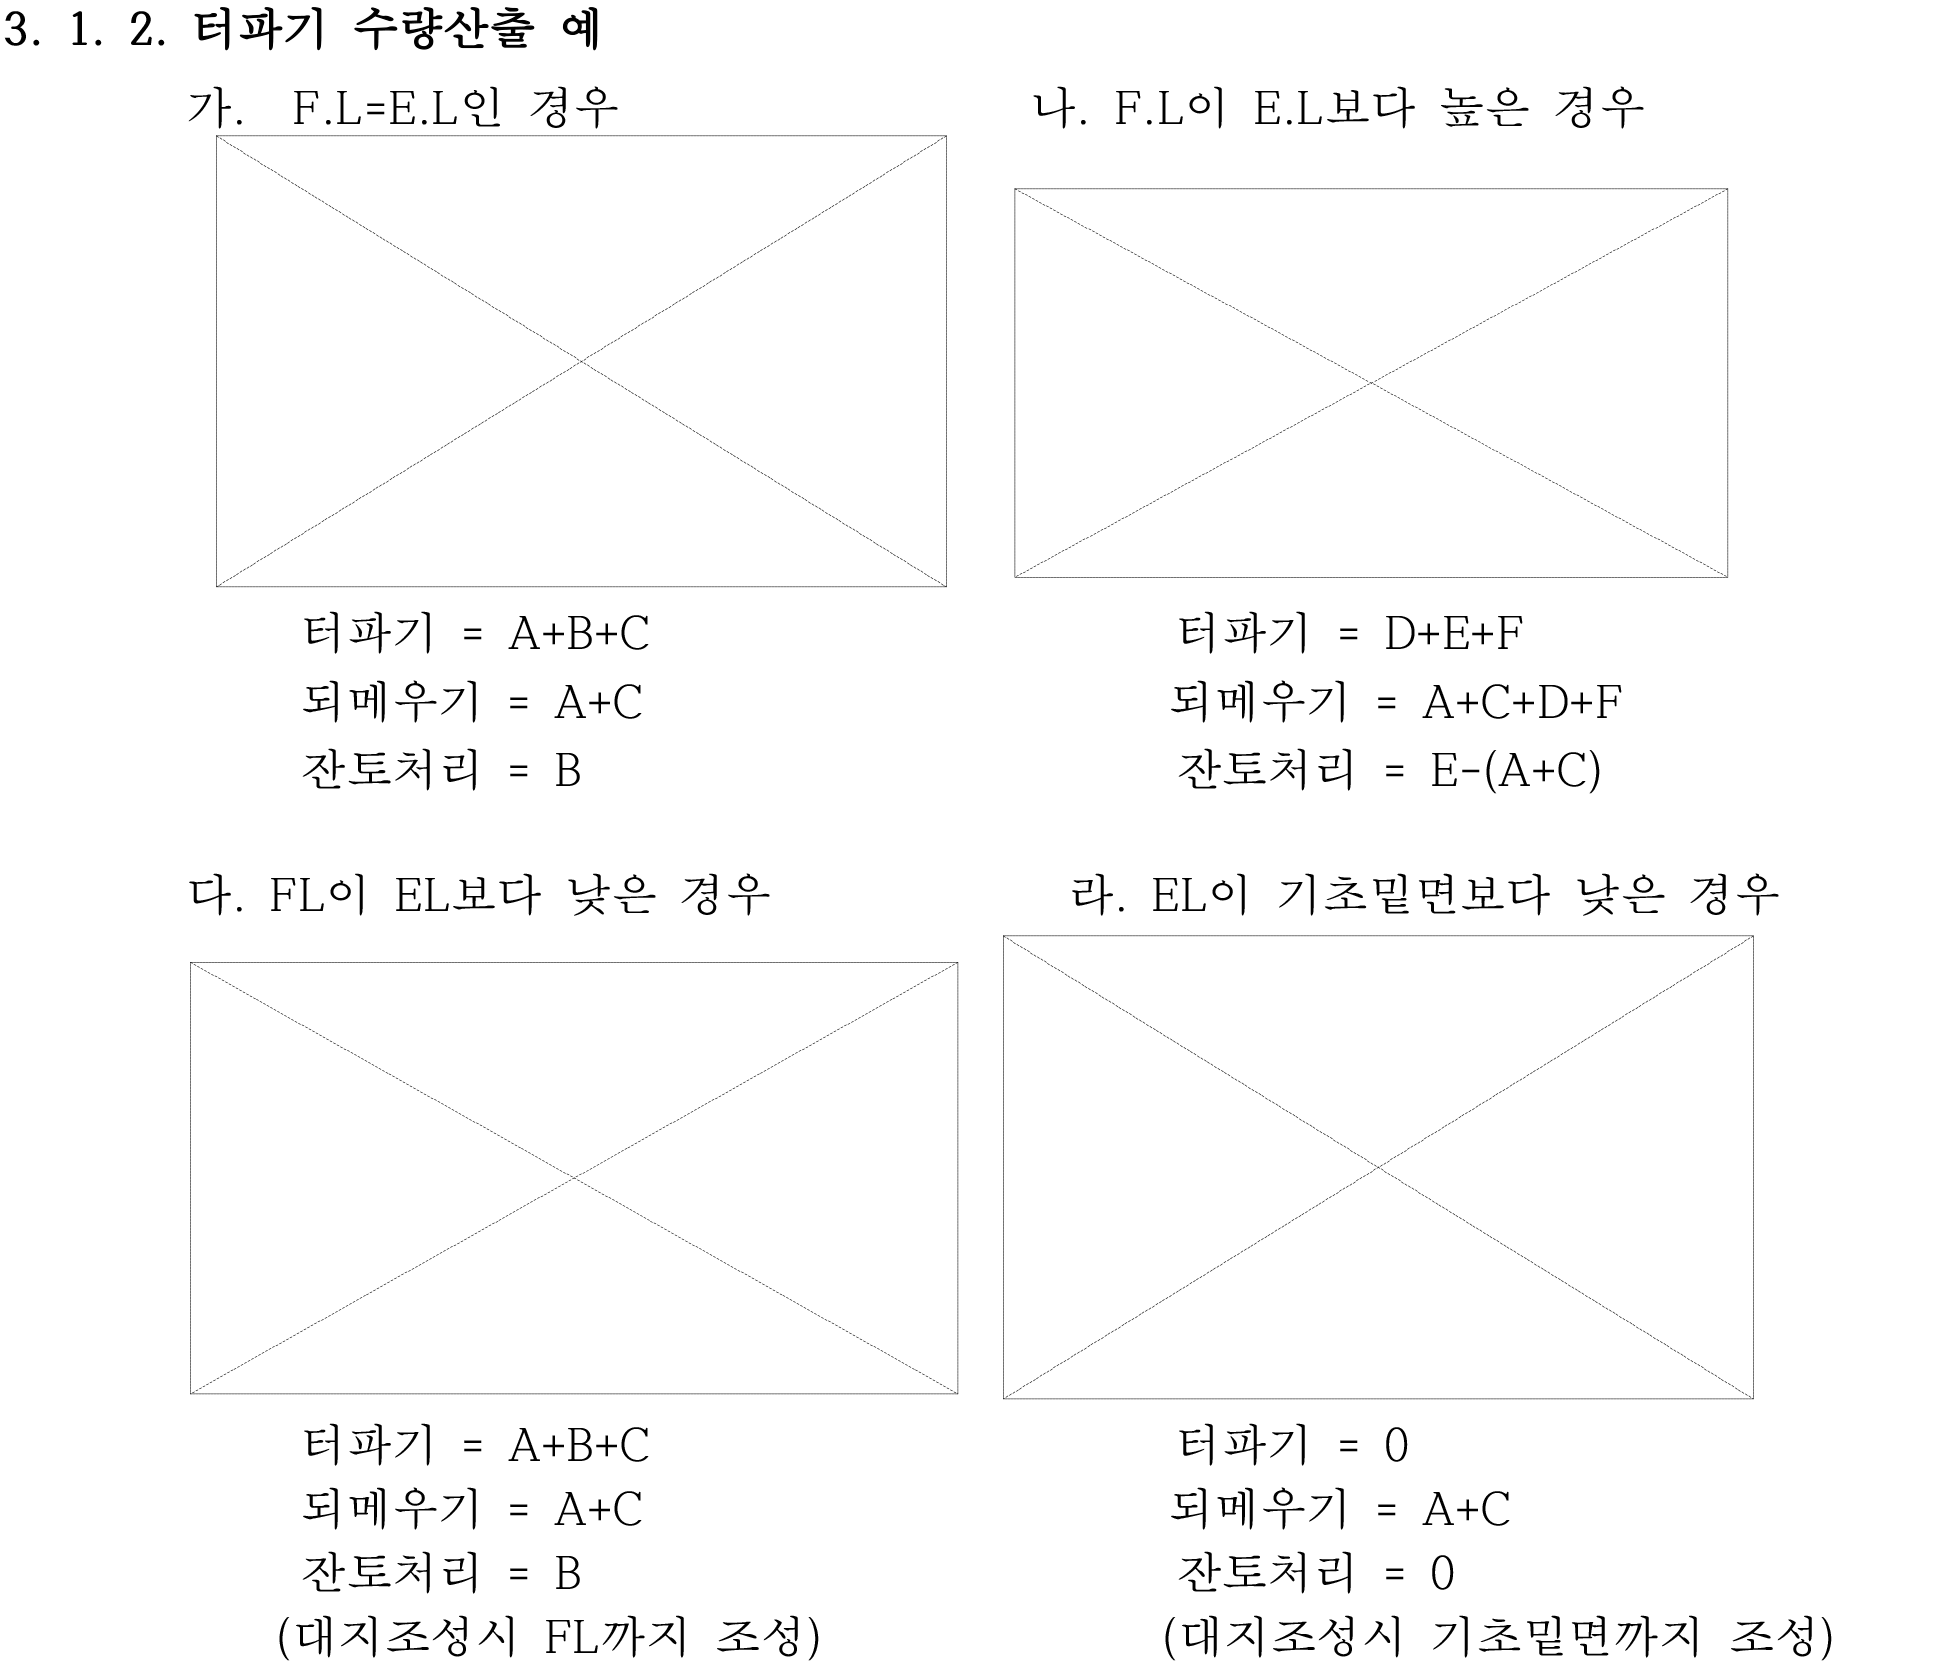 3. 1. 2. 터파기 수량산출 예
가. F.L=E.L인 경우
나. F.L이 E.L보다 높은 경우
터파기 = A+B+C
되메우기 = A+C
잔토처리 = B
터파기 = D+E+F
되메우기 = A+C+D+F
잔토처리 = E-(A+C)
다. FL이 EL보다 낮은 경우
라. EL이 기초밑면보다 낮은 경우
터파기 = A+B+C
되메우기 = A+C
잔토처리 = B
(대지조성시 FL까지 조성)
터파기 = 0
되메우기 = A+C
잔토처리 = 0
(대지조성시 기초밑면까지 조성)